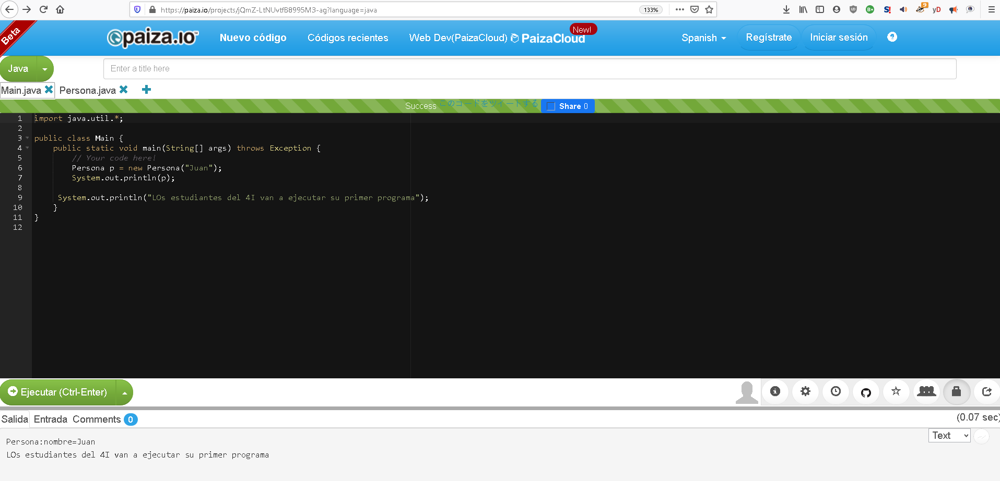 https://paiza.io/projects/jQmZ-LtNUvtfB8995M3-ag?language=java
133%
9
Beta
paiza.io™
Nuevo código
Códigos recientes
Web Dev(PaizaCloud) PaizaCloud
New!
Spanish
Regístrate
Iniciar sesión
?
Java
Enter a title here
Main.java
Persona.java
Success このコードをツイートする Share 0
1 import java.util.*;
2
3 public class Main {
4 public static void main(String[] args) throws Exception {
5 // Your code here!
6 Persona p = new Persona("Juan");
7 System.out.println(p);
8
9 System.out.println("LOs estudiantes del 4I van a ejecutar su primer programa");
10 }
11 }
12
Ejecutar (Ctrl-Enter)
Salida Entrada Comments 0
(0.07 sec)
Text
Persona:nombre=Juan
LOs estudiantes del 4I van a ejecutar su primer programa